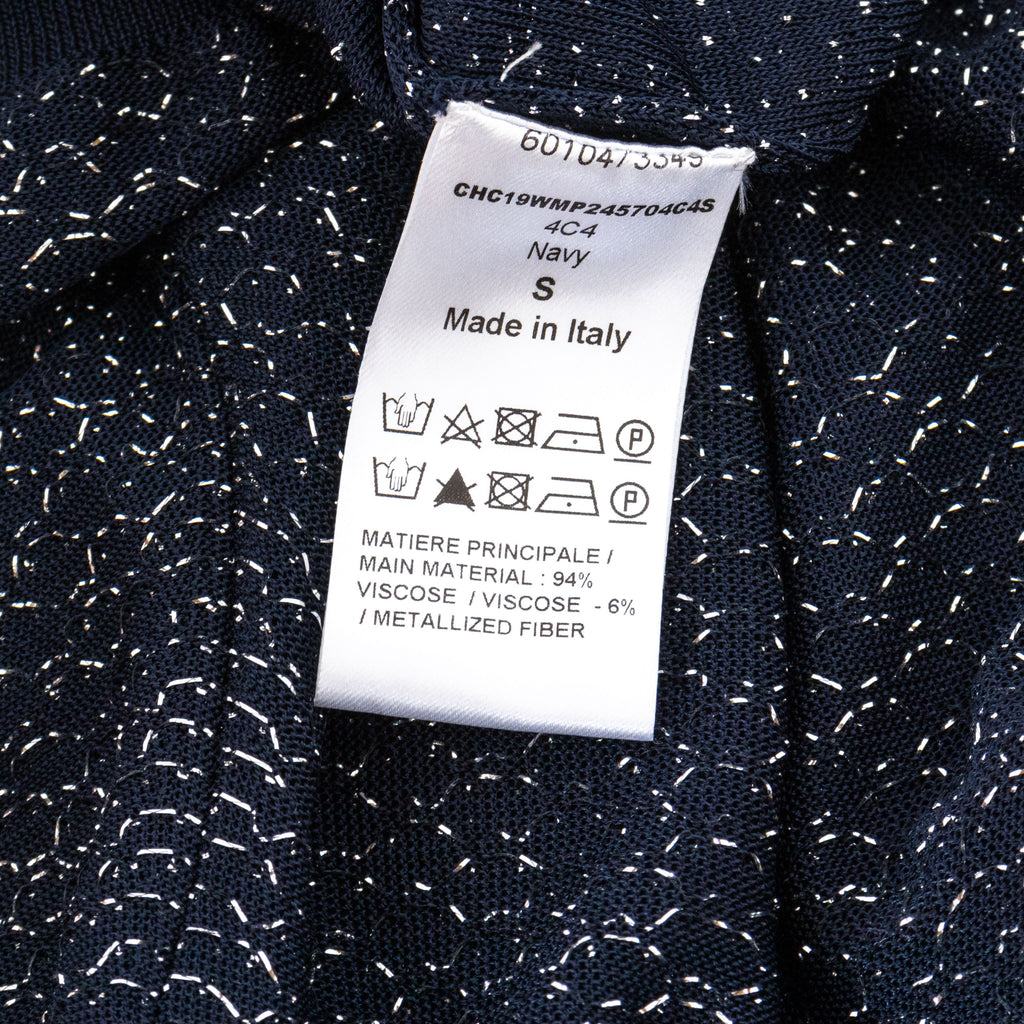 6010473349
CHC19WMP245704C4S
4C4
Navy
S
Made in Italy
P
P
MATIERE PRINCIPALE /
MAIN MATERIAL : 94%
VISCOSE / VISCOSE - 6%
/ METALLIZED FIBER